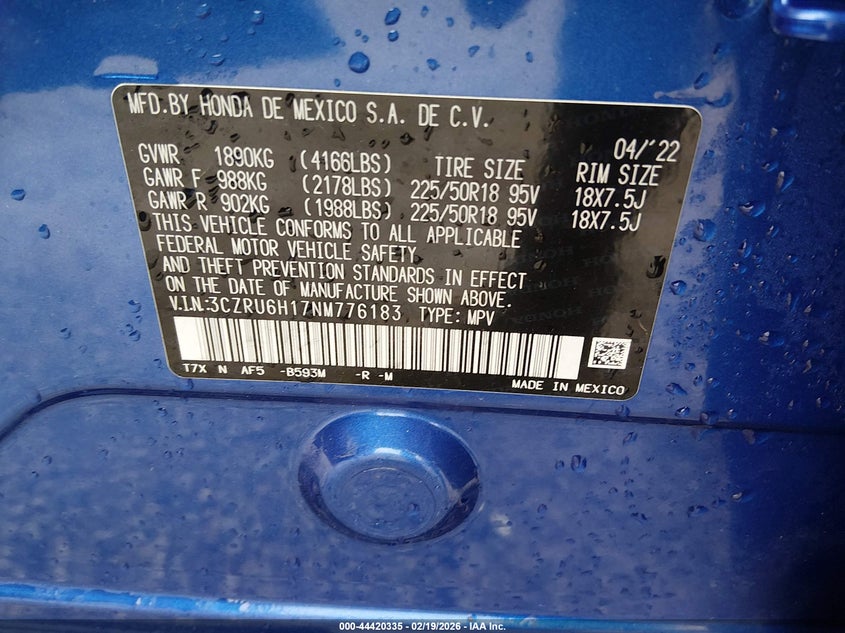 MFD.BY HONDA DE MEXICO S.A. DE C.V.
04/'22
GVWR 1890KG (4166LBS) TIRE SIZE RIM SIZE
GAWR F 988KG (2178LBS) 225/50R18 95V 18X7.5J
GAWR R 902KG (1988LBS) 225/50R18 95V 18X7.5J
THIS VEHICLE CONFORMS TO ALL APPLICABLE
FEDERAL MOTOR VEHICLE SAFETY
AND THEFT PREVENTION STANDARDS IN EFFECT
ON THE DATE OF MANUFACTURE SHOWN ABOVE.
V.I.N.:3CZRU6H17NM776183 TYPE: MPV
T7X N AF5 -B593M -R -M
MADE IN MEXICO
000-44420335 - 02/19/2026 - IAA Inc.